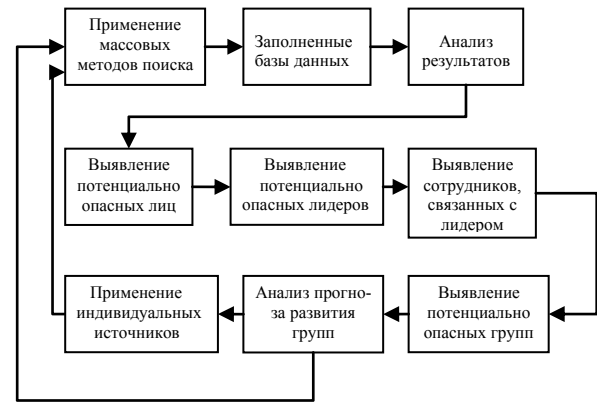 Применение
массовых
методов поиска
Заполненные
базы данных
Анализ
результатов
Выявление
потенциально
опасных лиц
Выявление
потенциально
опасных лидеров
Выявление
сотрудников,
связанных с
лидером
Применение
индивидуальных
источников
Анализ прогно-
за развития
групп
Выявление
потенциально
опасных групп